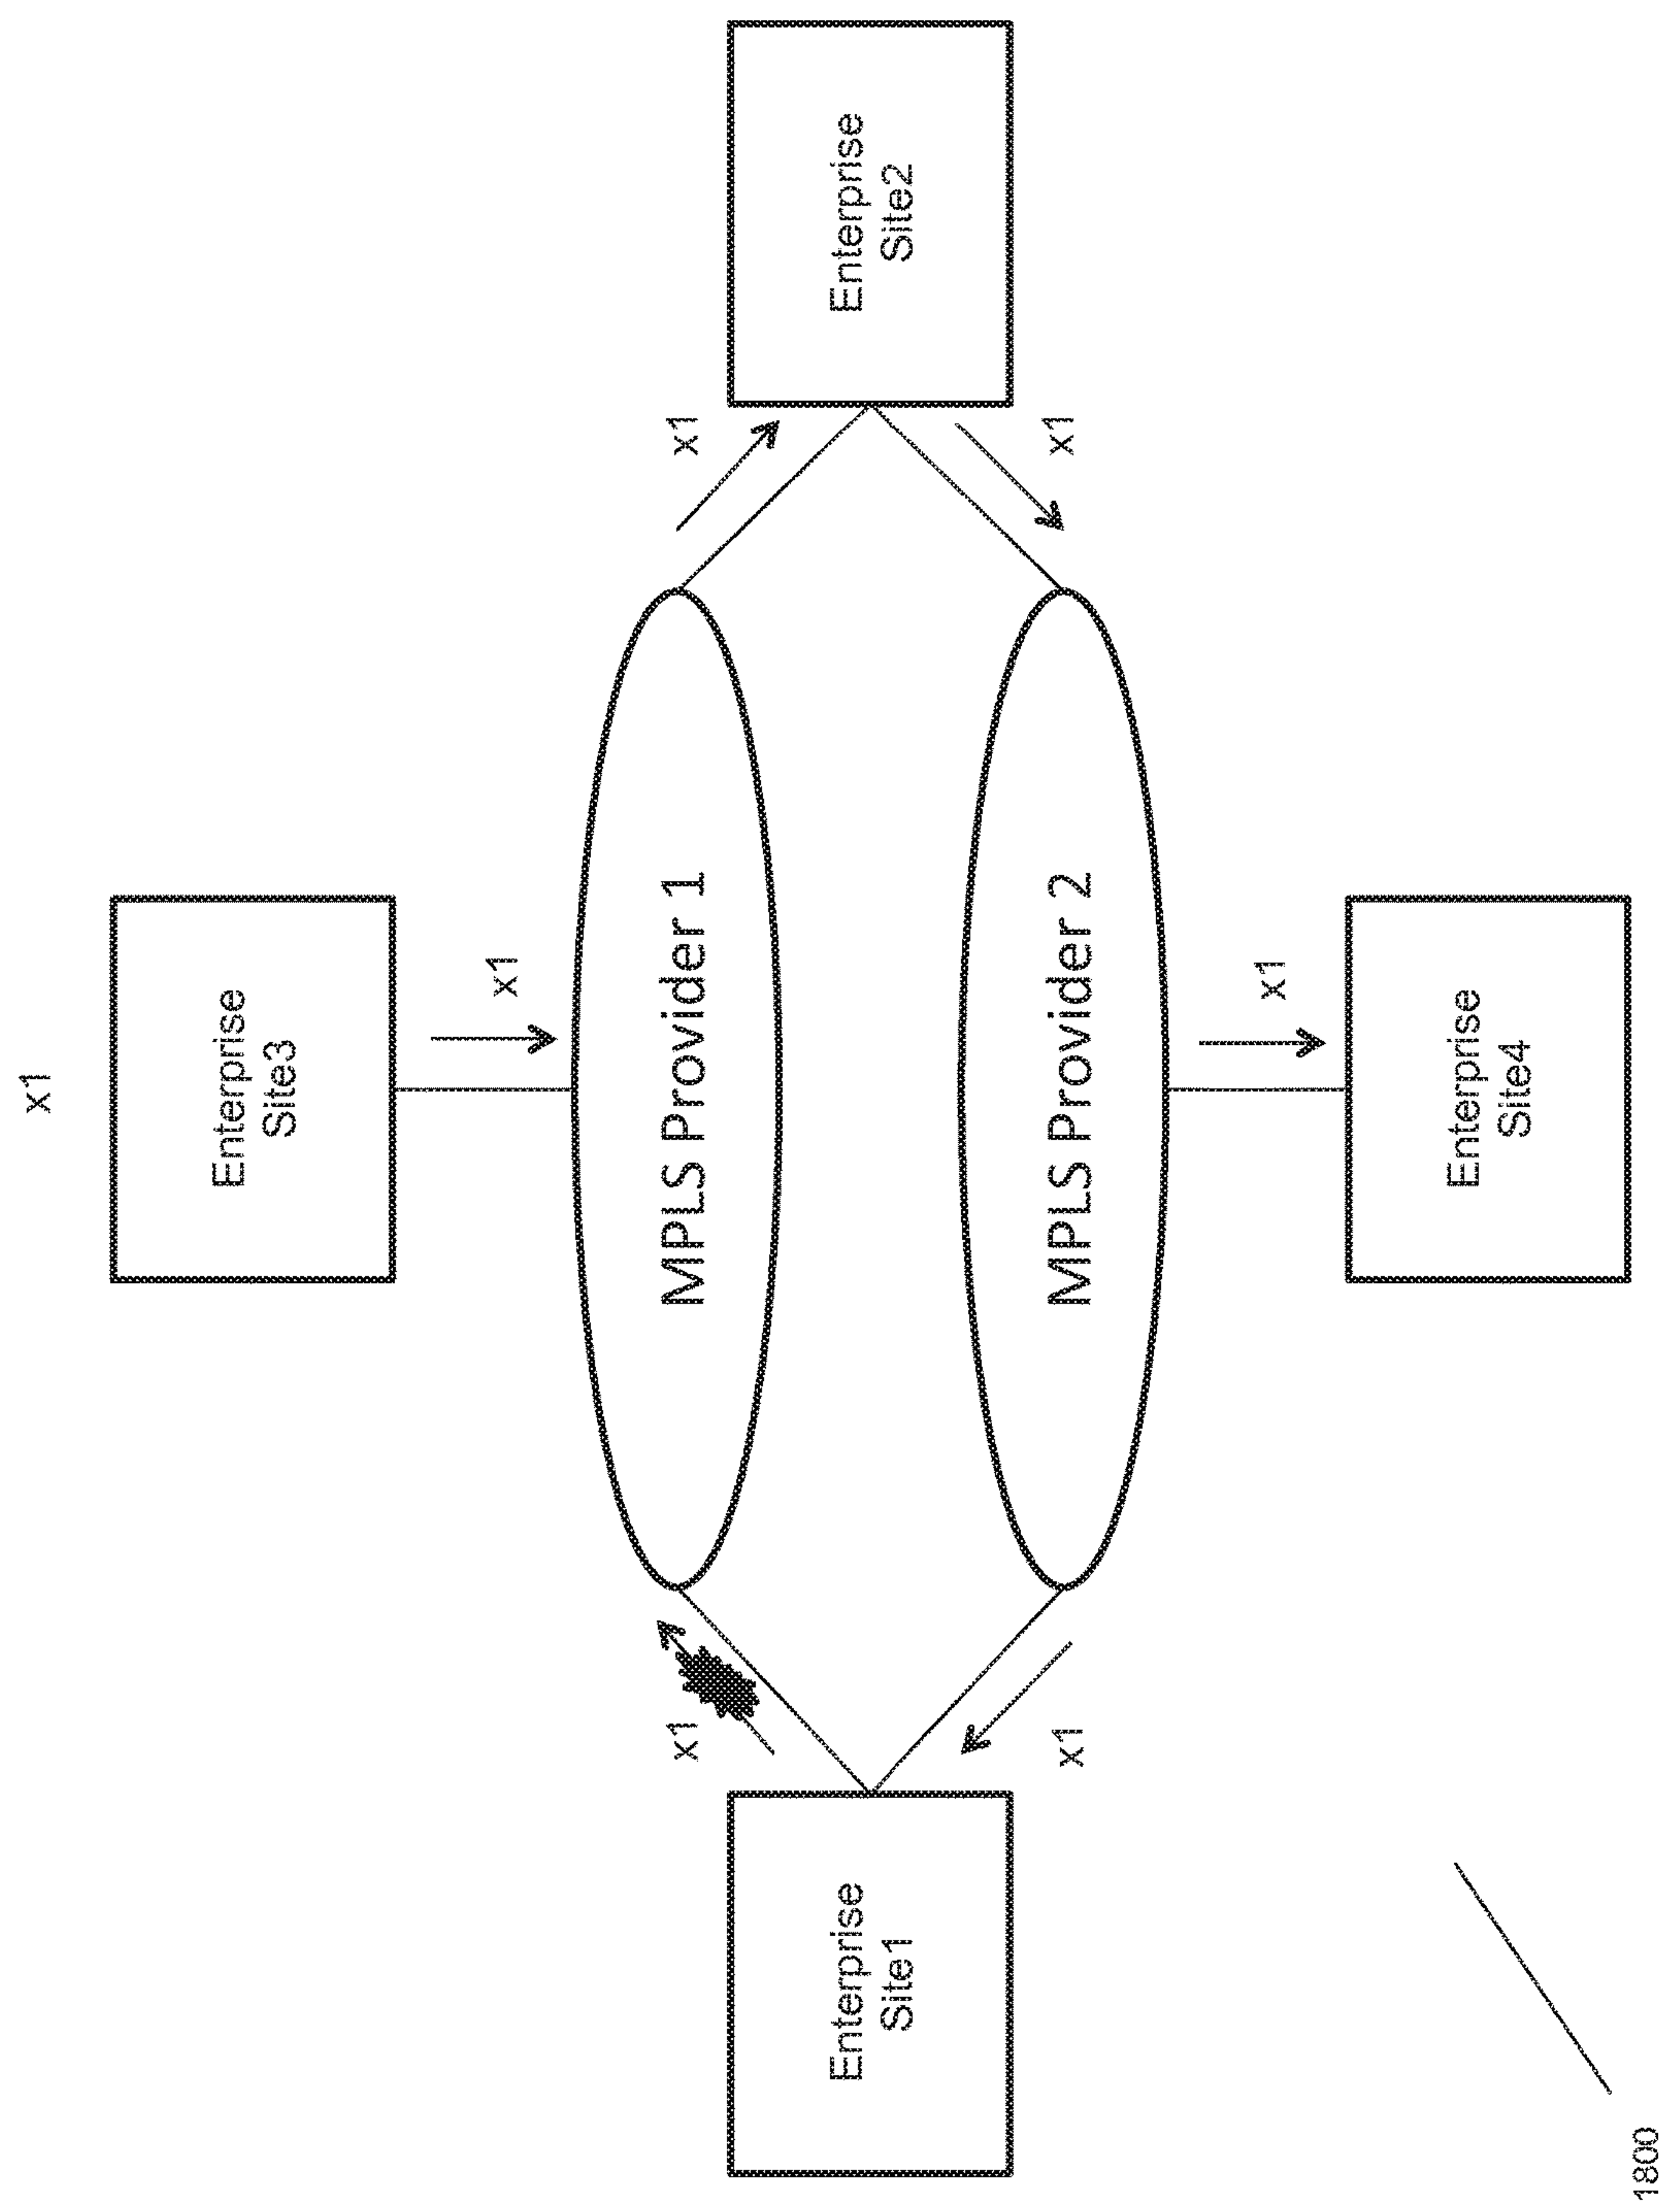 x1
Enterprise
Site3
x1
x1
MPLS Provider 1
x1
Enterprise
Site1
Enterprise
Site2
x1
MPLS Provider 2
x1
x1
Enterprise
Site4
1800